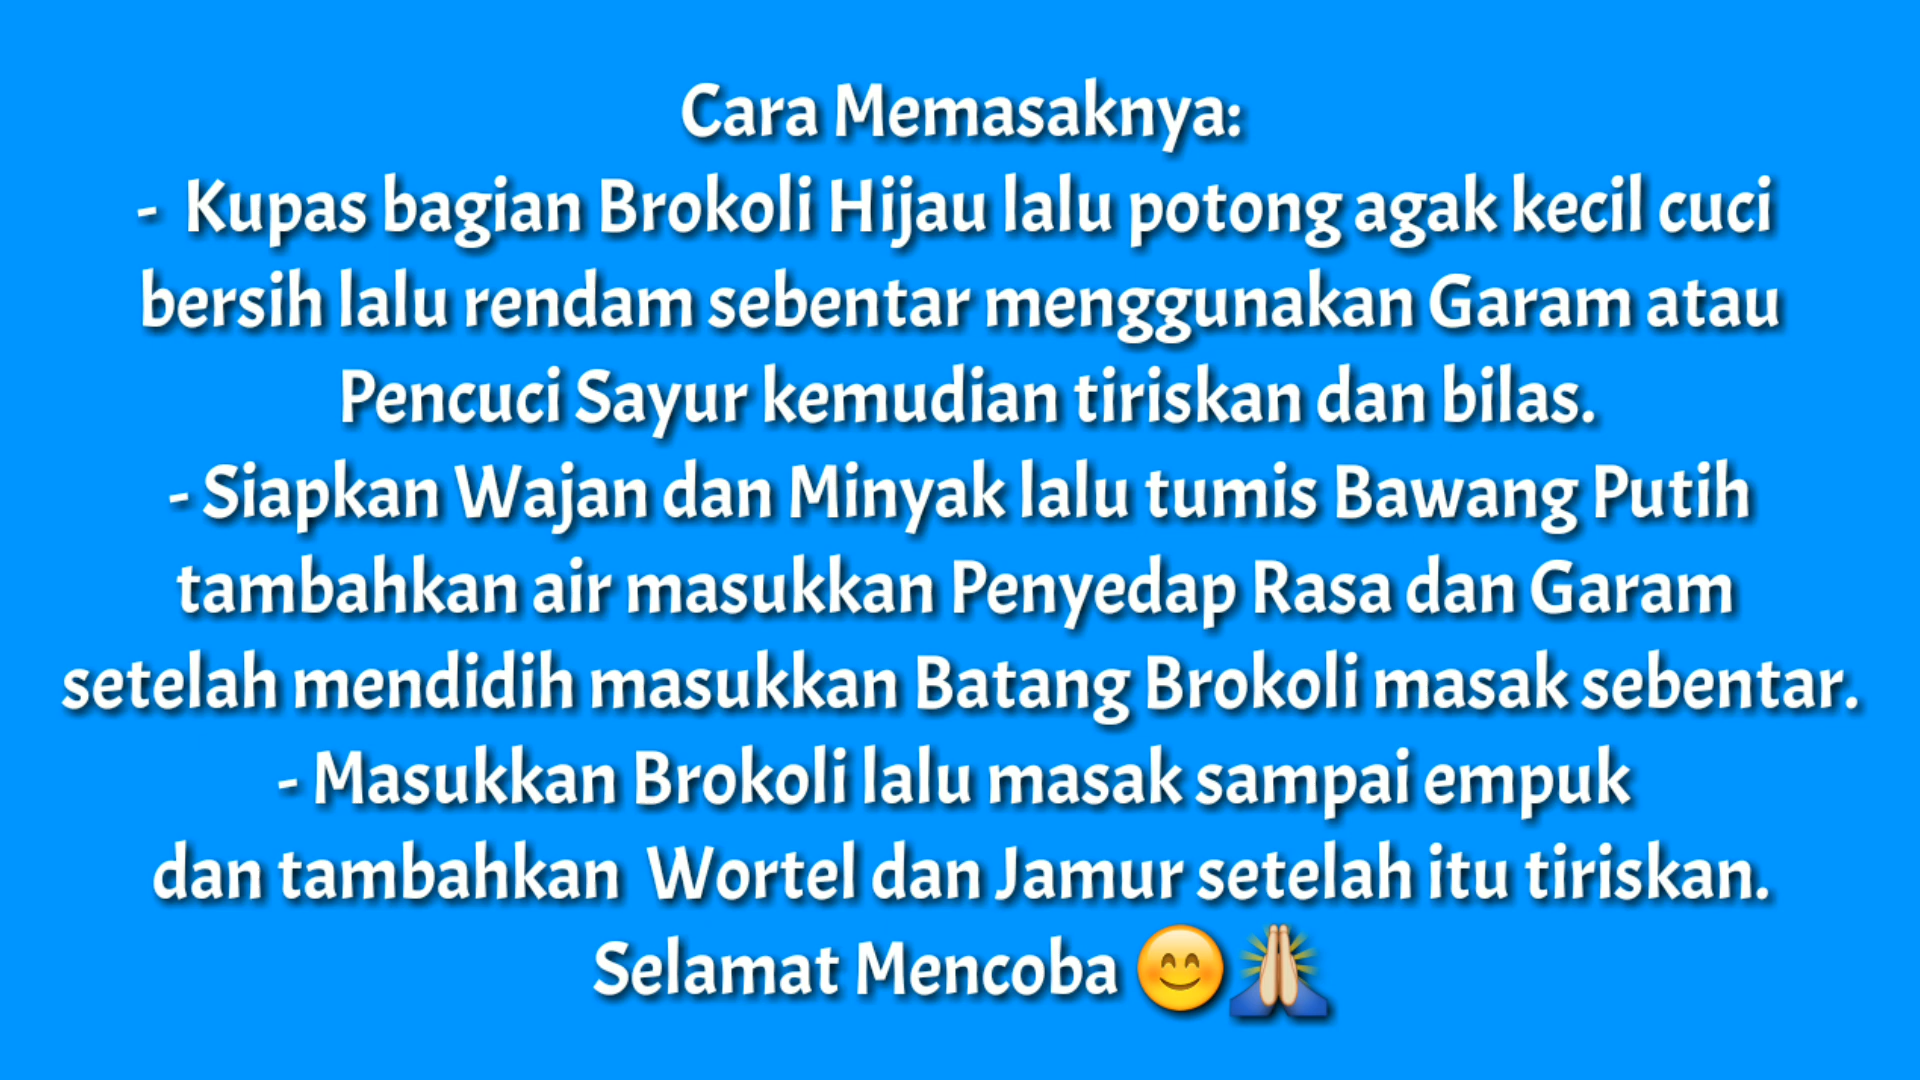 Cara Memasaknya:
- Kupas bagian Brokoli Hijau lalu potong agak kecil cuci
bersih lalu rendam sebentar menggunakan Garam atau
Pencuci Sayur kemudian tiriskan dan bilas.
- Siapkan Wajan dan Minyak lalu tumis Bawang Putih
tambahkan air masukkan Penyedap Rasa dan Garam
setelah mendidih masukkan Batang Brokoli masak sebentar.
- Masukkan Brokoli lalu masak sampai empuk
dan tambahkan Wortel dan Jamur setelah itu tiriskan.
Selamat Mencoba 😊🙏